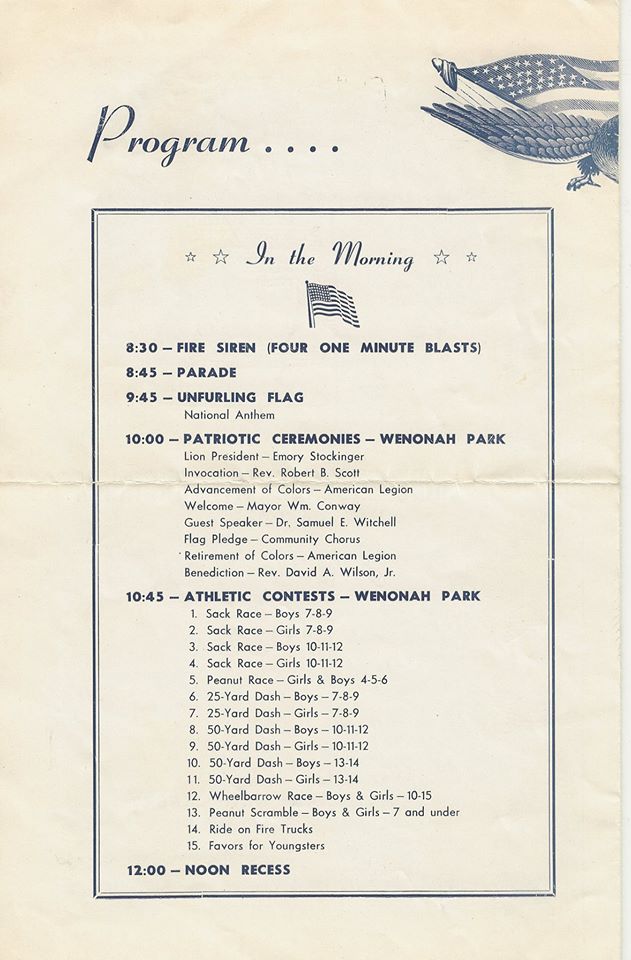 Program . . . .
In the Morning
8:30 — FIRE SIREN (FOUR ONE MINUTE BLASTS)
8:45 — PARADE
9:45 — UNFURLING FLAG
National Anthem
10:00 — PATRIOTIC CEREMONIES — WENONAH PARK
Lion President — Emory Stockinger
Invocation — Rev. Robert B. Scott
Advancement of Colors — American Legion
Welcome — Mayor Wm. Conway
Guest Speaker — Dr. Samuel E. Witchell
Flag Pledge — Community Chorus
Retirement of Colors — American Legion
Benediction — Rev. David A. Wilson, Jr.
10:45 — ATHLETIC CONTESTS — WENONAH PARK
1. Sack Race — Boys 7-8-9
2. Sack Race — Girls 7-8-9
3. Sack Race — Boys 10-11-12
4. Sack Race — Girls 10-11-12
5. Peanut Race — Girls & Boys 4-5-6
6. 25-Yard Dash — Boys — 7-8-9
7. 25-Yard Dash — Girls — 7-8-9
8. 50-Yard Dash — Boys — 10-11-12
9. 50-Yard Dash — Girls — 10-11-12
10. 50-Yard Dash — Boys — 13-14
11. 50-Yard Dash — Girls — 13-14
12. Wheelbarrow Race — Boys & Girls — 10-15
13. Peanut Scramble — Boys & Girls — 7 and under
14. Ride on Fire Trucks
15. Favors for Youngsters
12:00 — NOON RECESS